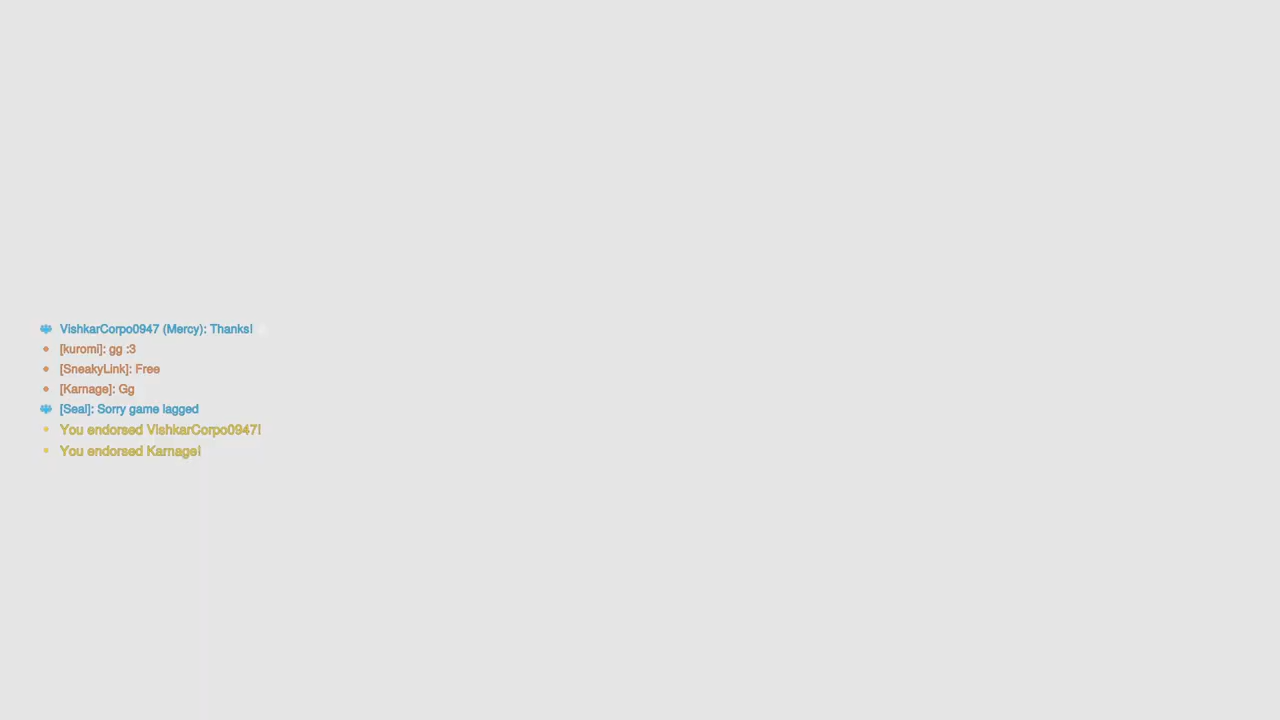 VishkarCorpo0947 (Mercy): Thanks!
[kuromi]: gg :3
[SneakyLink]: Free
[Karnage]: Gg
[Seal]: Sorry game lagged
You endorsed VishkarCorpo0947!
You endorsed Karnage!